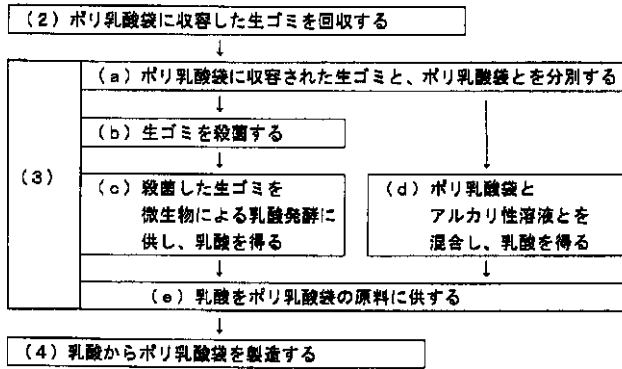 (2)ポリ乳酸袋に収容した生ゴミを回収する
↓
(3)
(a)ポリ乳酸袋に収容された生ゴミと、ポリ乳酸袋とを分別する
↓
(b)生ゴミを殺菌する
↓
(c)殺菌した生ゴミを
微生物による乳酸発酵に
供し、乳酸を得る
↓
(d)ポリ乳酸袋と
アルカリ性溶液とを
混合し、乳酸を得る
↓
↓
(e)乳酸をポリ乳酸袋の原料に供する
↓
(4)乳酸からポリ乳酸袋を製造する